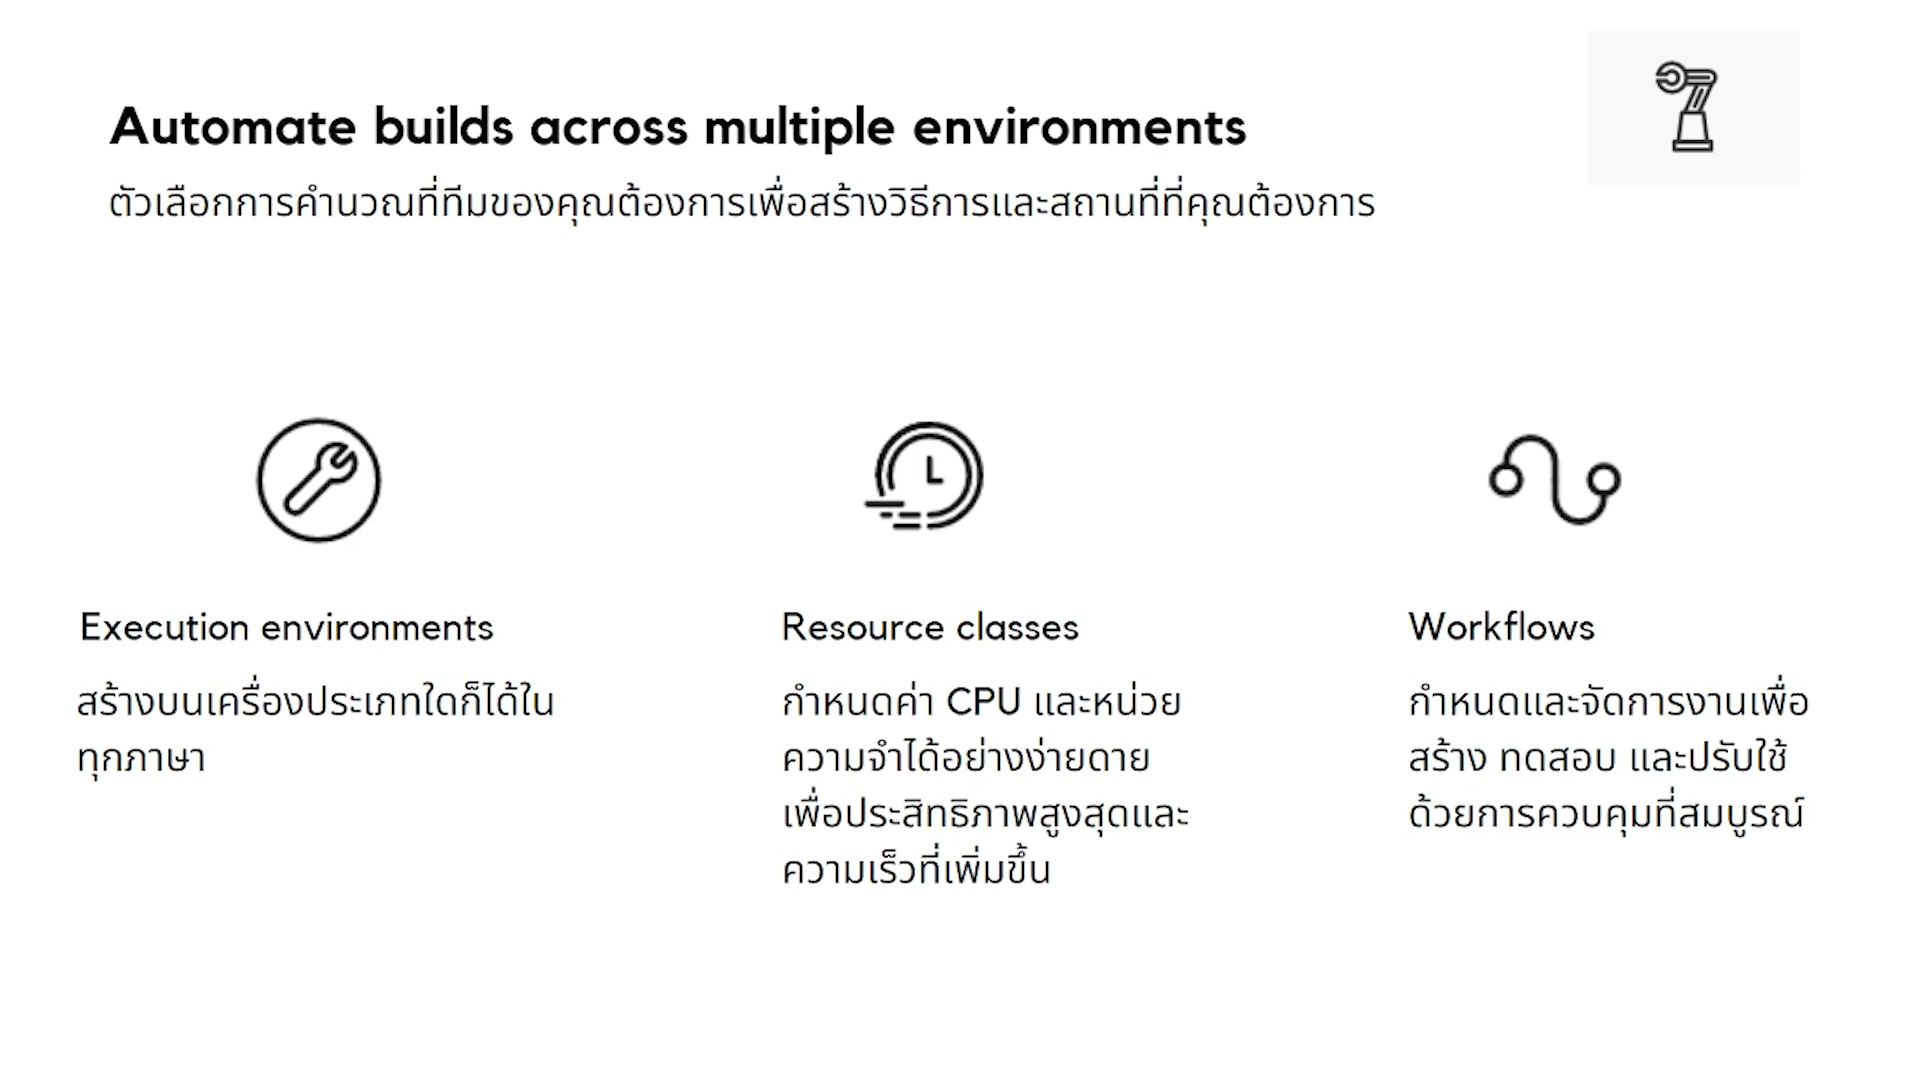 Automate builds across multiple environments
ตัวเลือกการคำนวณที่ทีมของคุณต้องการเพื่อสร้างวิธีการและสถานที่ที่คุณต้องการ
Execution environments
สร้างบนเครื่องประเภทใดก็ได้ใน
ทุกภาษา
Resource classes
กำหนดค่า CPU และหน่วย
ความจำได้อย่างง่ายดาย
เพื่อประสิทธิภาพสูงสุดและ
ความเร็วที่เพิ่มขึ้น
Workflows
กำหนดและจัดการงานเพื่อ
สร้าง ทดสอบ และปรับใช้
ด้วยการควบคุมที่สมบูรณ์